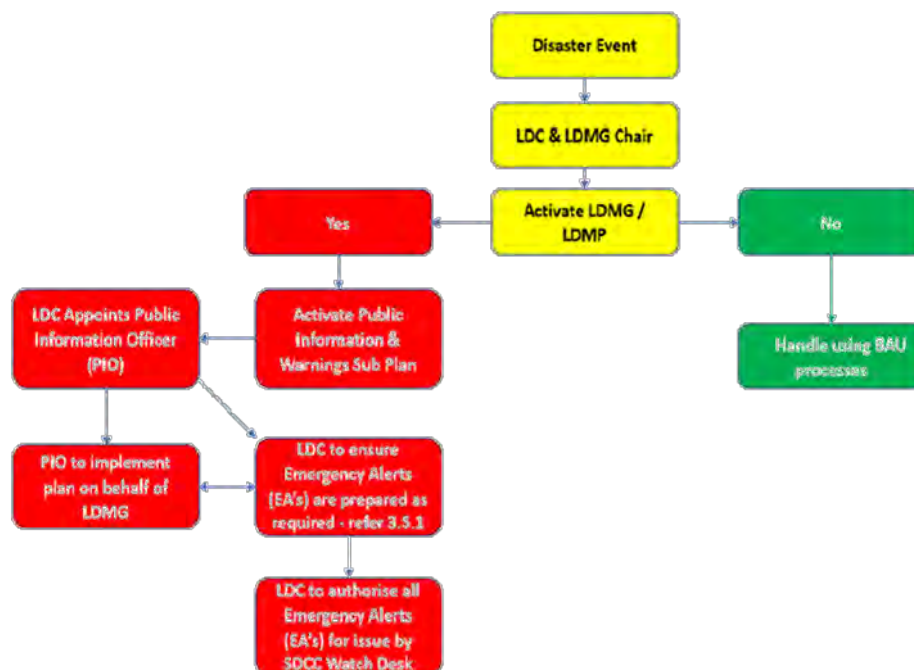 Disaster Event
LDC & LDMG Chair
Activate LDMG /
LDMP
Yes
No
LDC Appoints Public
Information Officer
(PIO)
Activate Public
Information &
Warnings Sub Plan
Handle using BAU
processes
PIO to implement
plan on behalf of
LDMG
LDC to ensure
Emergency Alerts
(EA's) are prepared as
required - refer 3.5.1
LDC to authorise all
Emergency Alerts
(EA's) for issue by
SDCC Watch Desk